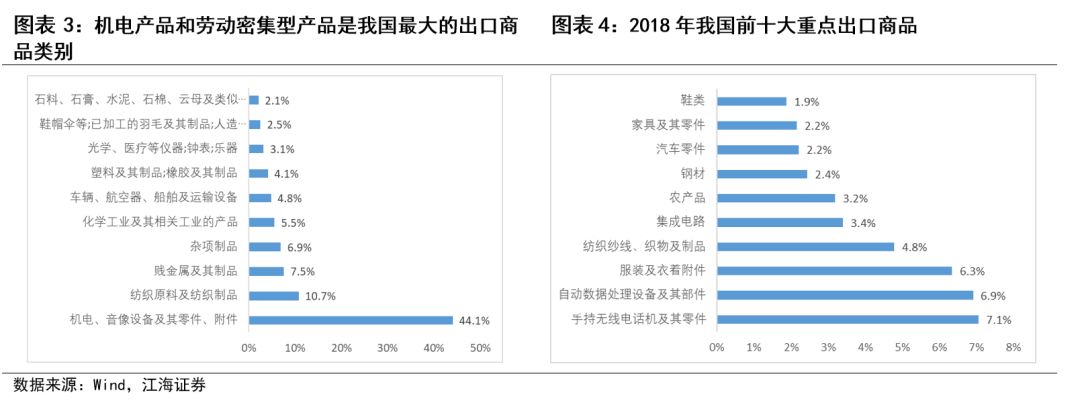 图表 3：机电产品和劳动密集型产品是我国最大的出口商
品类别
石料、石膏、水泥、石棉、云母及类似… 2.1%
鞋帽伞等;已加工的羽毛及其制品;人造… 2.5%
光学、医疗等仪器;钟表;乐器 3.1%
塑料及其制品;橡胶及其制品 4.1%
车辆、航空器、船舶及运输设备 4.8%
化学工业及其相关工业的产品 5.5%
杂项制品 6.9%
贱金属及其制品 7.5%
纺织原料及纺织制品 10.7%
机电、音像设备及其零件、附件 44.1%
0% 10% 20% 30% 40% 50%
图表 4：2018 年我国前十大重点出口商品
鞋类 1.9%
家具及其零件 2.2%
汽车零件 2.2%
钢材 2.4%
农产品 3.2%
集成电路 3.4%
纺织纱线、织物及制品 4.8%
服装及衣着附件 6.3%
自动数据处理设备及其部件 6.9%
手持无线电话机及其零件 7.1%
0% 1% 2% 3% 4% 5% 6% 7% 8%
数据来源：Wind，江海证券